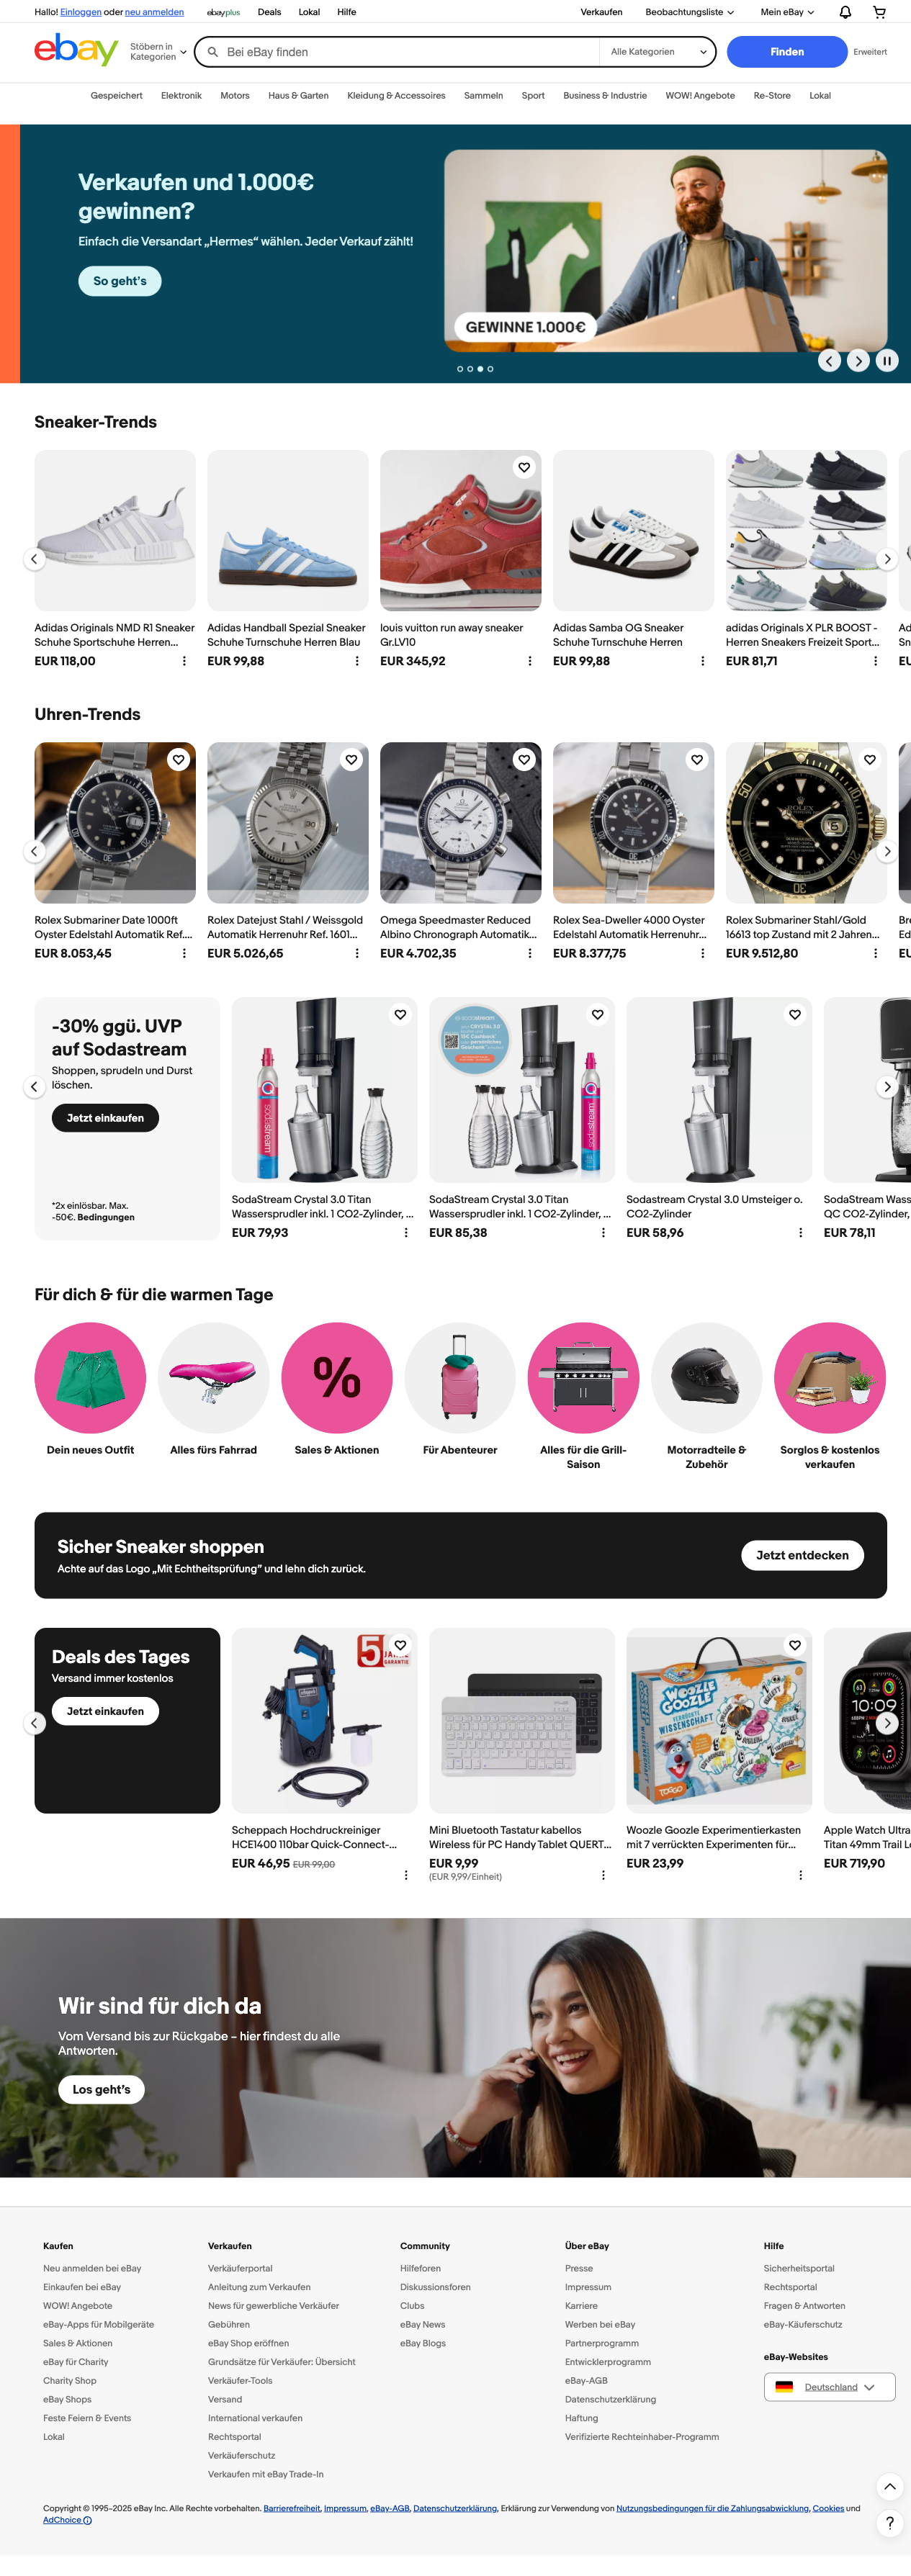 Hallo! Einloggen oder neu anmelden
ebayplus
Deals
Lokal
Hilfe
Verkaufen
Beobachtungsliste
Mein eBay
ebay
Stöbern in
Kategorien
Bei eBay finden
Alle Kategorien
Finden
Erweitert
Gespeichert
Elektronik
Motors
Haus & Garten
Kleidung & Accessoires
Sammeln
Sport
Business & Industrie
WOW! Angebote
Re-Store
Lokal
Verkaufen und 1.000€
gewinnen?
Einfach die Versandart „Hermes“ wählen. Jeder Verkauf zählt!
So geht's
GEWINNE 1.000€
Sneaker-Trends
Adidas Originals NMD R1 Sneaker
Schuhe Sportschuhe Herren...
EUR 118,00
Adidas Handball Spezial Sneaker
Schuhe Turnschuhe Herren Blau
EUR 99,88
louis vuitton run away sneaker
Gr.LV10
EUR 345,92
Adidas Samba OG Sneaker
Schuhe Turnschuhe Herren
EUR 99,88
adidas Originals X PLR BOOST -
Herren Sneakers Freizeit Sport...
EUR 81,71
Ad
Sn
EU
Uhren-Trends
ROLEX
Rolex Submariner Date 1000ft
Oyster Edelstahl Automatik Ref....
EUR 8.053,45
Rolex Datejust Stahl / Weissgold
Automatik Herrenuhr Ref. 1601...
EUR 5.026,65
Omega Speedmaster Reduced
Albino Chronograph Automatik...
EUR 4.702,35
Rolex Sea-Dweller 4000 Oyster
Edelstahl Automatik Herrenuhr...
EUR 8.377,75
Rolex Submariner Stahl/Gold
16613 top Zustand mit 2 Jahren...
EUR 9.512,80
Bre
Ed
EU
-30% ggü. UVP
auf Sodastream
Shoppen, sprudeln und Durst
löschen.
Jetzt einkaufen
*2x einlösbar. Max.
-50€. Bedingungen
sodastream
SodaStream Crystal 3.0 Titan
Wassersprudler inkl. 1 CO2-Zylinder, ...
EUR 79,93
sodastream
SodaStream Crystal 3.0 Titan
Wassersprudler inkl. 1 CO2-Zylinder, ...
EUR 85,38
Sodastream Crystal 3.0 Umsteiger o.
CO2-Zylinder
EUR 58,96
SodaStream Wass
QC CO2-Zylinder,
EUR 78,11
Für dich & für die warmen Tage
%
Dein neues Outfit
Alles fürs Fahrrad
Sales & Aktionen
Für Abenteurer
Alles für die Grill-
Saison
Motorradteile &
Zubehör
Sorglos & kostenlos
verkaufen
Sicher Sneaker shoppen
Achte auf das Logo „Mit Echtheitsprüfung” und lehn dich zurück.
Jetzt entdecken
Deals des Tages
Versand immer kostenlos
Jetzt einkaufen
5
GARANTIE
Scheppach Hochdruckreiniger
HCE1400 110bar Quick-Connect-...
EUR 46,95 EUR 99,00
Mini Bluetooth Tastatur kabellos
Wireless für PC Handy Tablet QUERT...
EUR 9,99
(EUR 9,99/Einheit)
WOOZLE
GOOZLE
WISSENSCHAFT
TOGGO
Woozle Goozle Experimentierkasten
mit 7 verrückten Experimenten für...
EUR 23,99
10:09
Apple Watch Ultra
Titan 49mm Trail Lo
EUR 719,90
Wir sind für dich da
Vom Versand bis zur Rückgabe – hier findest du alle
Antworten.
Los geht's
Kaufen
Neu anmelden bei eBay
Einkaufen bei eBay
WOW! Angebote
eBay-Apps für Mobilgeräte
Sales & Aktionen
eBay für Charity
Charity Shop
eBay Shops
Feste Feiern & Events
Lokal
Verkaufen
Verkäuferportal
Anleitung zum Verkaufen
News für gewerbliche Verkäufer
Gebühren
eBay Shop eröffnen
Grundsätze für Verkäufer: Übersicht
Verkäufer-Tools
Versand
International verkaufen
Rechtsportal
Verkäuferschutz
Verkaufen mit eBay Trade-In
Community
Hilfeforen
Diskussionsforen
Clubs
eBay News
eBay Blogs
Über eBay
Presse
Impressum
Karriere
Werben bei eBay
Partnerprogramm
Entwicklerprogramm
eBay-AGB
Datenschutzerklärung
Haftung
Verifizierte Rechteinhaber-Programm
Hilfe
Sicherheitsportal
Rechtsportal
Fragen & Antworten
eBay-Käuferschutz
eBay-Websites
Deutschland
Copyright © 1995-2025 eBay Inc. Alle Rechte vorbehalten. Barrierefreiheit, Impressum, eBay-AGB, Datenschutzerklärung, Erklärung zur Verwendung von Nutzungsbedingungen für die Zahlungsabwicklung, Cookies und
AdChoice
?